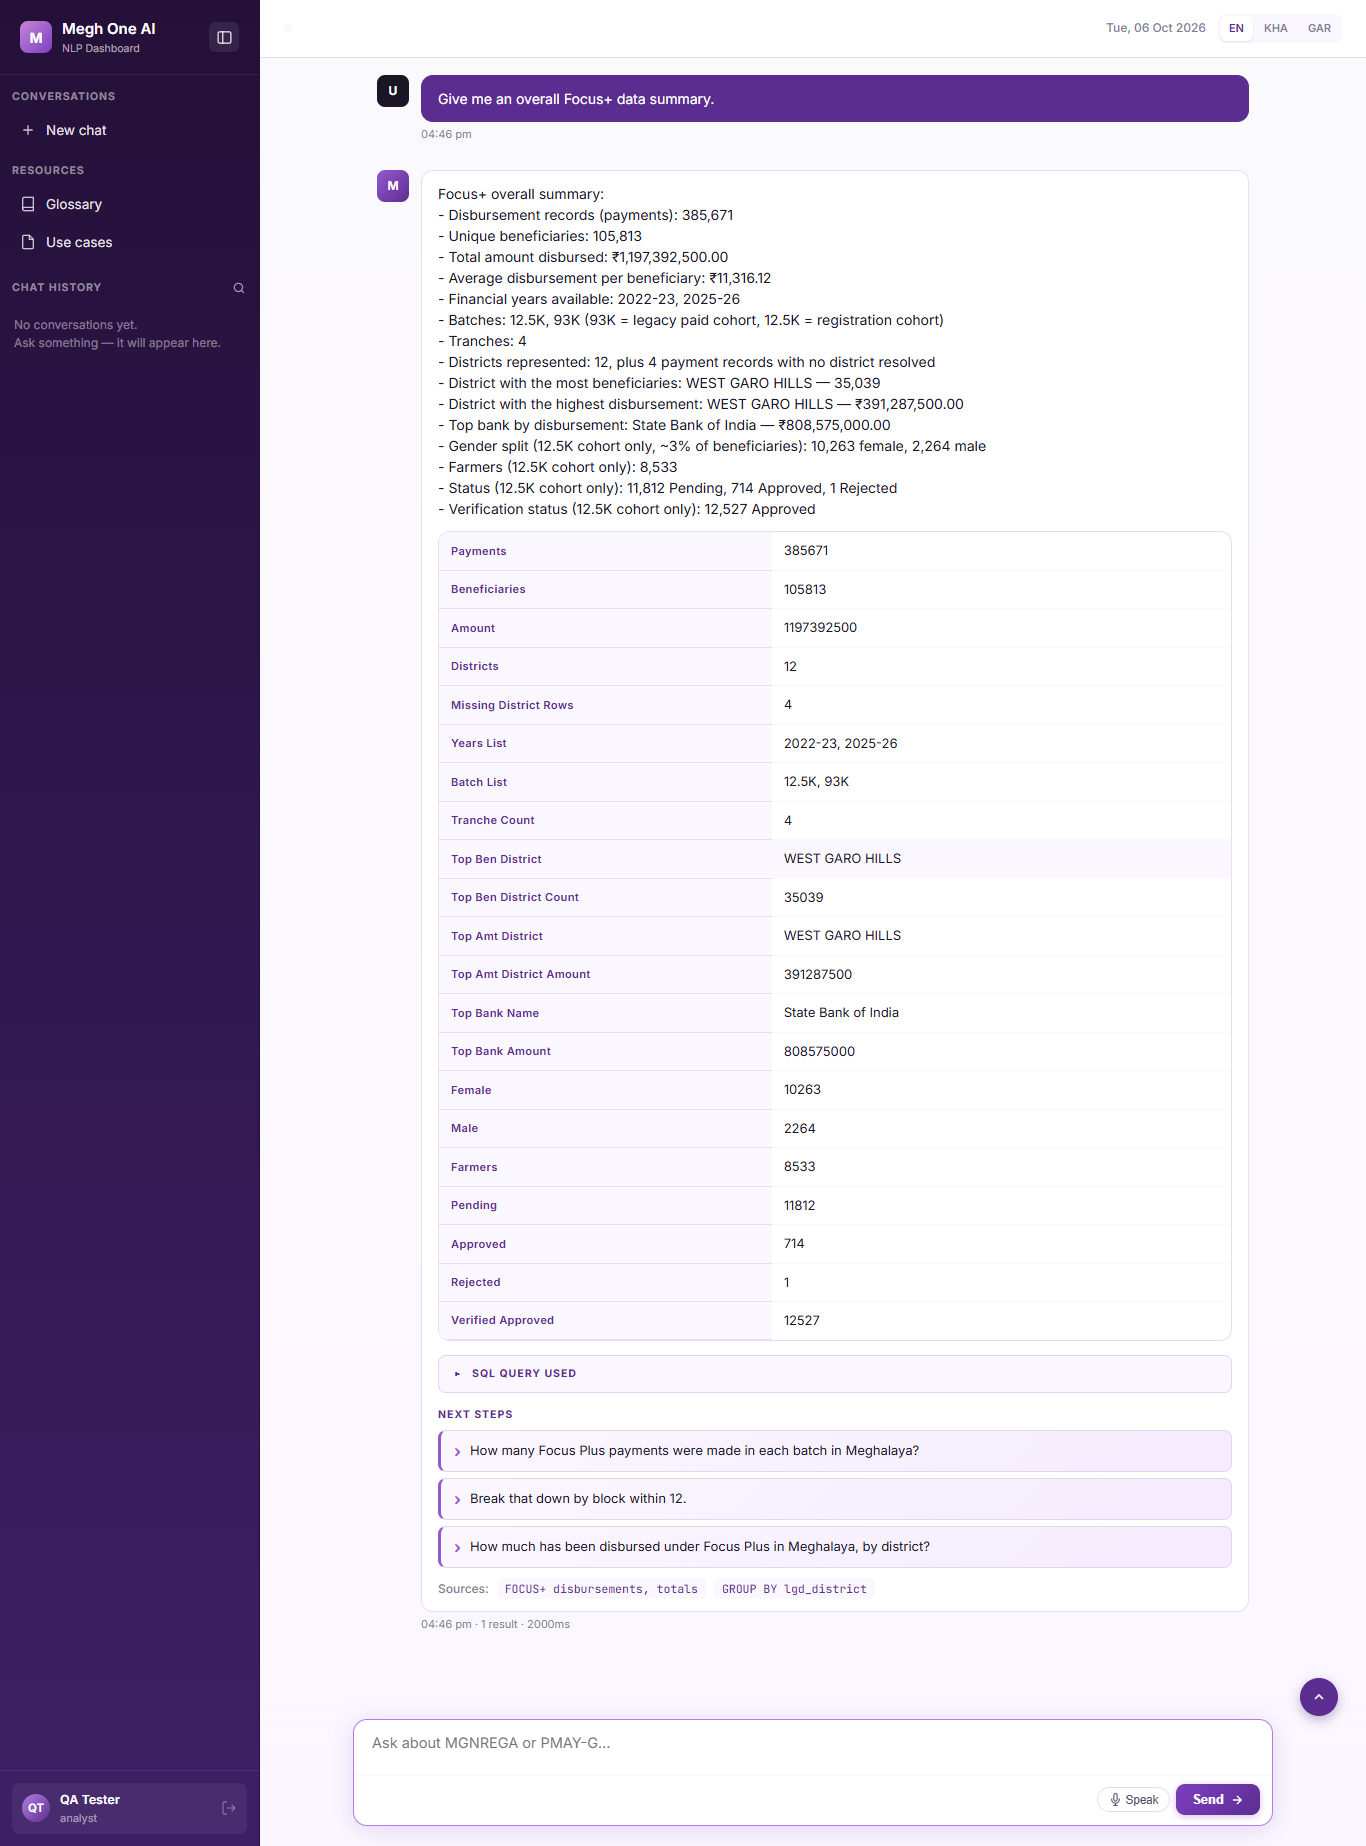 M
Megh One AI
NLP Dashboard
CONVERSATIONS
+ New chat
RESOURCES
Glossary
Use cases
CHAT HISTORY
No conversations yet.
Ask something — it will appear here.
QT
QA Tester
analyst
Tue, 06 Oct 2026
EN KHA GAR
U
Give me an overall Focus+ data summary.
04:46 pm
M
Focus+ overall summary:
- Disbursement records (payments): 385,671
- Unique beneficiaries: 105,813
- Total amount disbursed: ₹1,197,392,500.00
- Average disbursement per beneficiary: ₹11,316.12
- Financial years available: 2022-23, 2025-26
- Batches: 12.5K, 93K (93K = legacy paid cohort, 12.5K = registration cohort)
- Tranches: 4
- Districts represented: 12, plus 4 payment records with no district resolved
- District with the most beneficiaries: WEST GARO HILLS — 35,039
- District with the highest disbursement: WEST GARO HILLS — ₹391,287,500.00
- Top bank by disbursement: State Bank of India — ₹808,575,000.00
- Gender split (12.5K cohort only, ~3% of beneficiaries): 10,263 female, 2,264 male
- Farmers (12.5K cohort only): 8,533
- Status (12.5K cohort only): 11,812 Pending, 714 Approved, 1 Rejected
- Verification status (12.5K cohort only): 12,527 Approved
Payments 385671
Beneficiaries 105813
Amount 1197392500
Districts 12
Missing District Rows 4
Years List 2022-23, 2025-26
Batch List 12.5K, 93K
Tranche Count 4
Top Ben District WEST GARO HILLS
Top Ben District Count 35039
Top Amt District WEST GARO HILLS
Top Amt District Amount 391287500
Top Bank Name State Bank of India
Top Bank Amount 808575000
Female 10263
Male 2264
Farmers 8533
Pending 11812
Approved 714
Rejected 1
Verified Approved 12527
SQL QUERY USED
NEXT STEPS
How many Focus Plus payments were made in each batch in Meghalaya?
Break that down by block within 12.
How much has been disbursed under Focus Plus in Meghalaya, by district?
Sources: FOCUS+ disbursements, totals GROUP BY lgd_district
04:46 pm · 1 result · 2000ms
Ask about MGNREGA or PMAY-G...
Speak
Send →